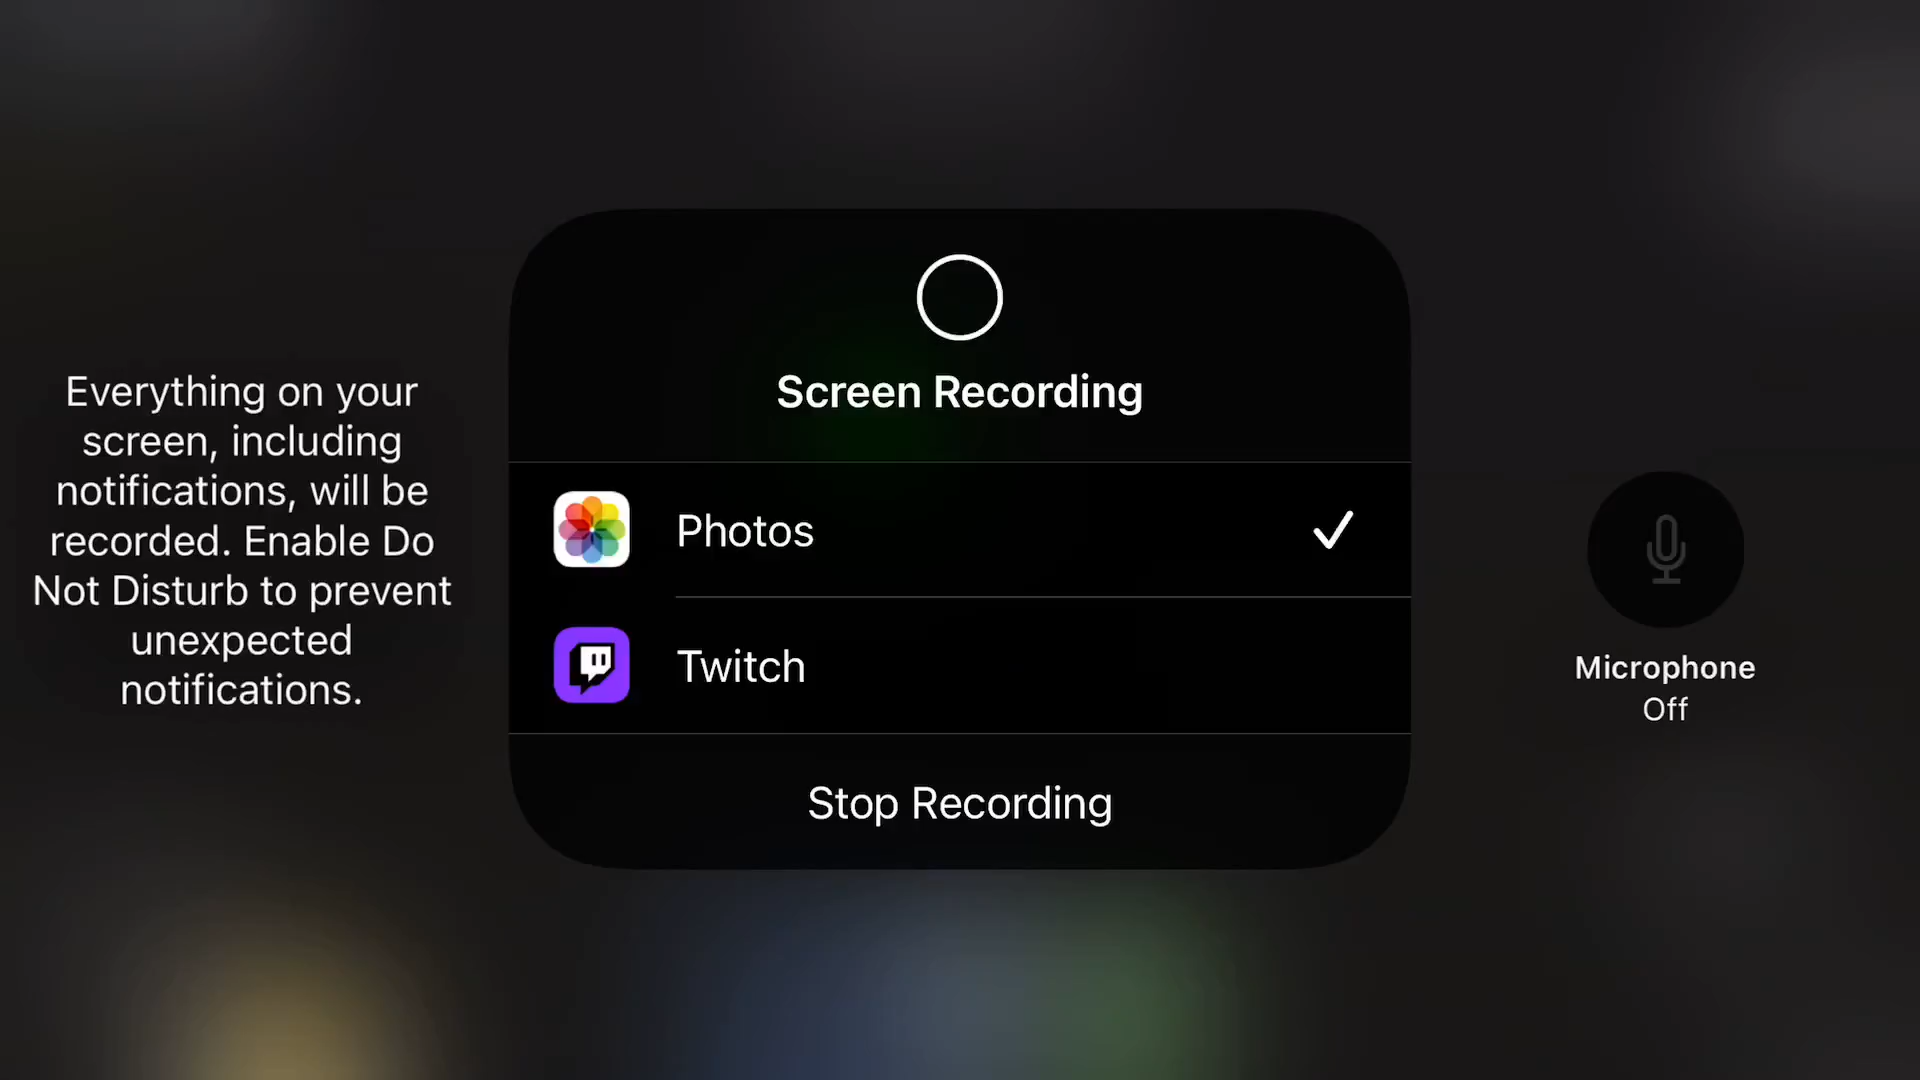 Everything on your
screen, including
notifications, will be
recorded. Enable Do
Not Disturb to prevent
unexpected
notifications.
Screen Recording
Photos
Twitch
Stop Recording
Microphone
Off